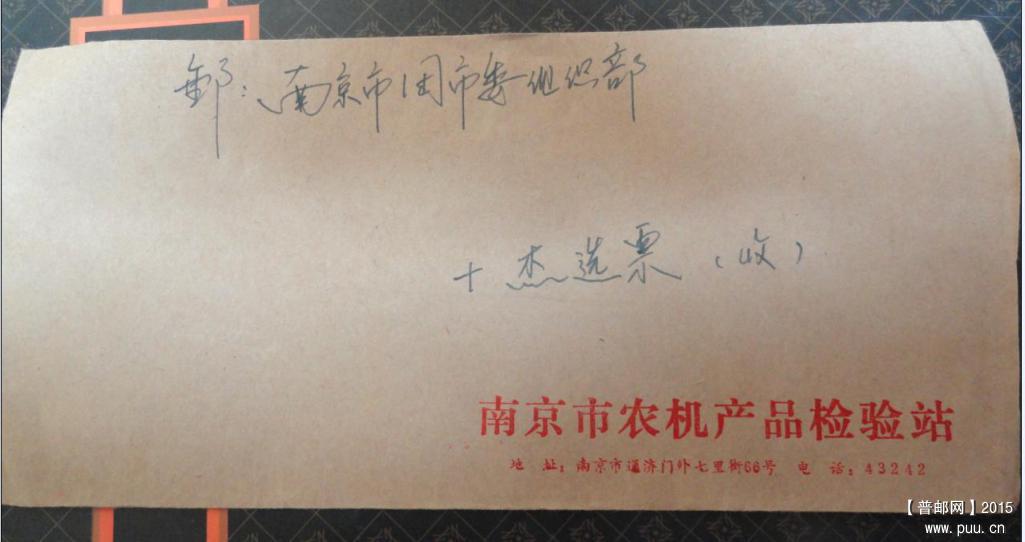 邮：南京市团市委组织部
十杰选票（收）
南京市农机产品检验站
地 址：南京市通济门外七里街66号 电 话：43242
【普邮网】2015
www.puu.cn